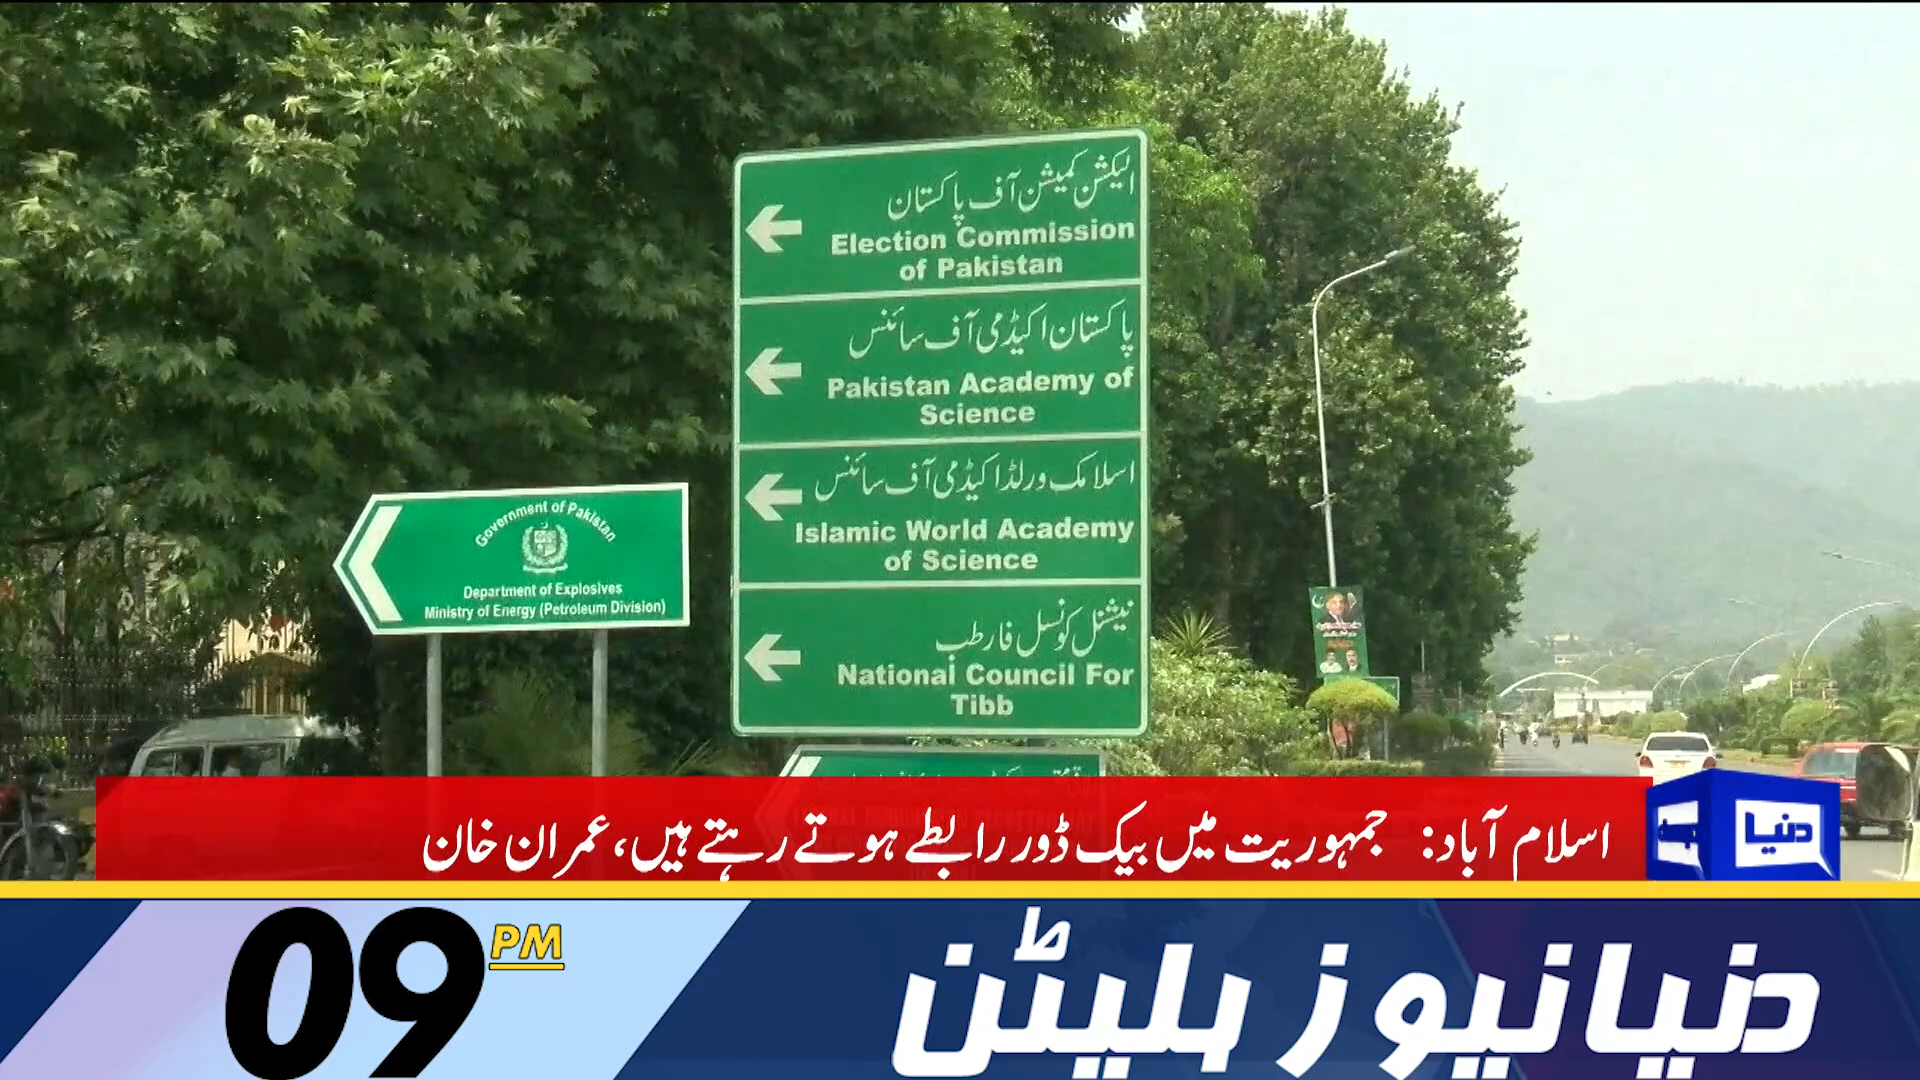 الیکشن کمیشن آف پاکستان
Election Commission
of Pakistan
پاکستان اکیڈمی آف سائنس
Pakistan Academy of
Science
اسلامک ورلڈ اکیڈمی آف سائنس
Islamic World Academy
of Science
نیشنل کونسل فار طب
National Council For
Tibb
Government of Pakistan
Department of Explosives
Ministry of Energy (Petroleum Division)
اسلام آباد: جمہوریت میں بیک ڈور رابطے ہوتے رہتے ہیں، عمران خان
دنیا
09 PM
دنیا نیوز بلیٹن